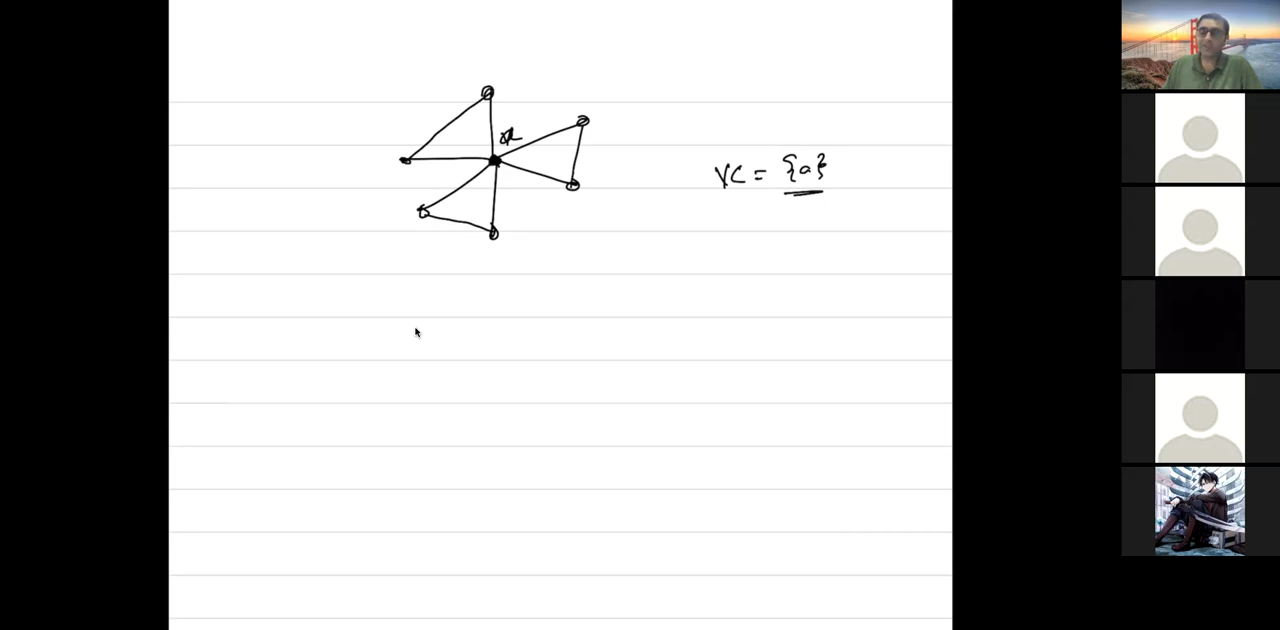 a
VC = {a}